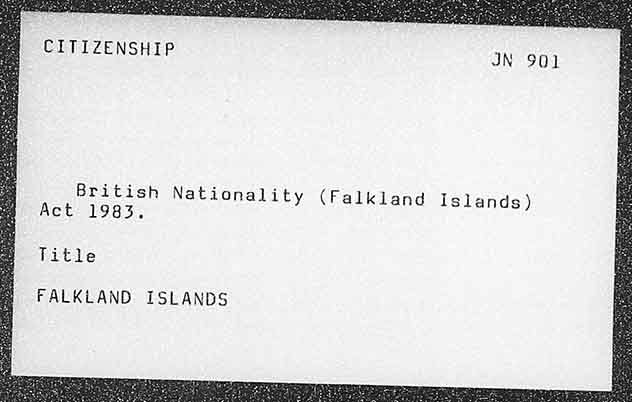 CITIZENSHIP
JN 901
British Nationality (Falkland Islands)
Act 1983.
Title
FALKLAND ISLANDS